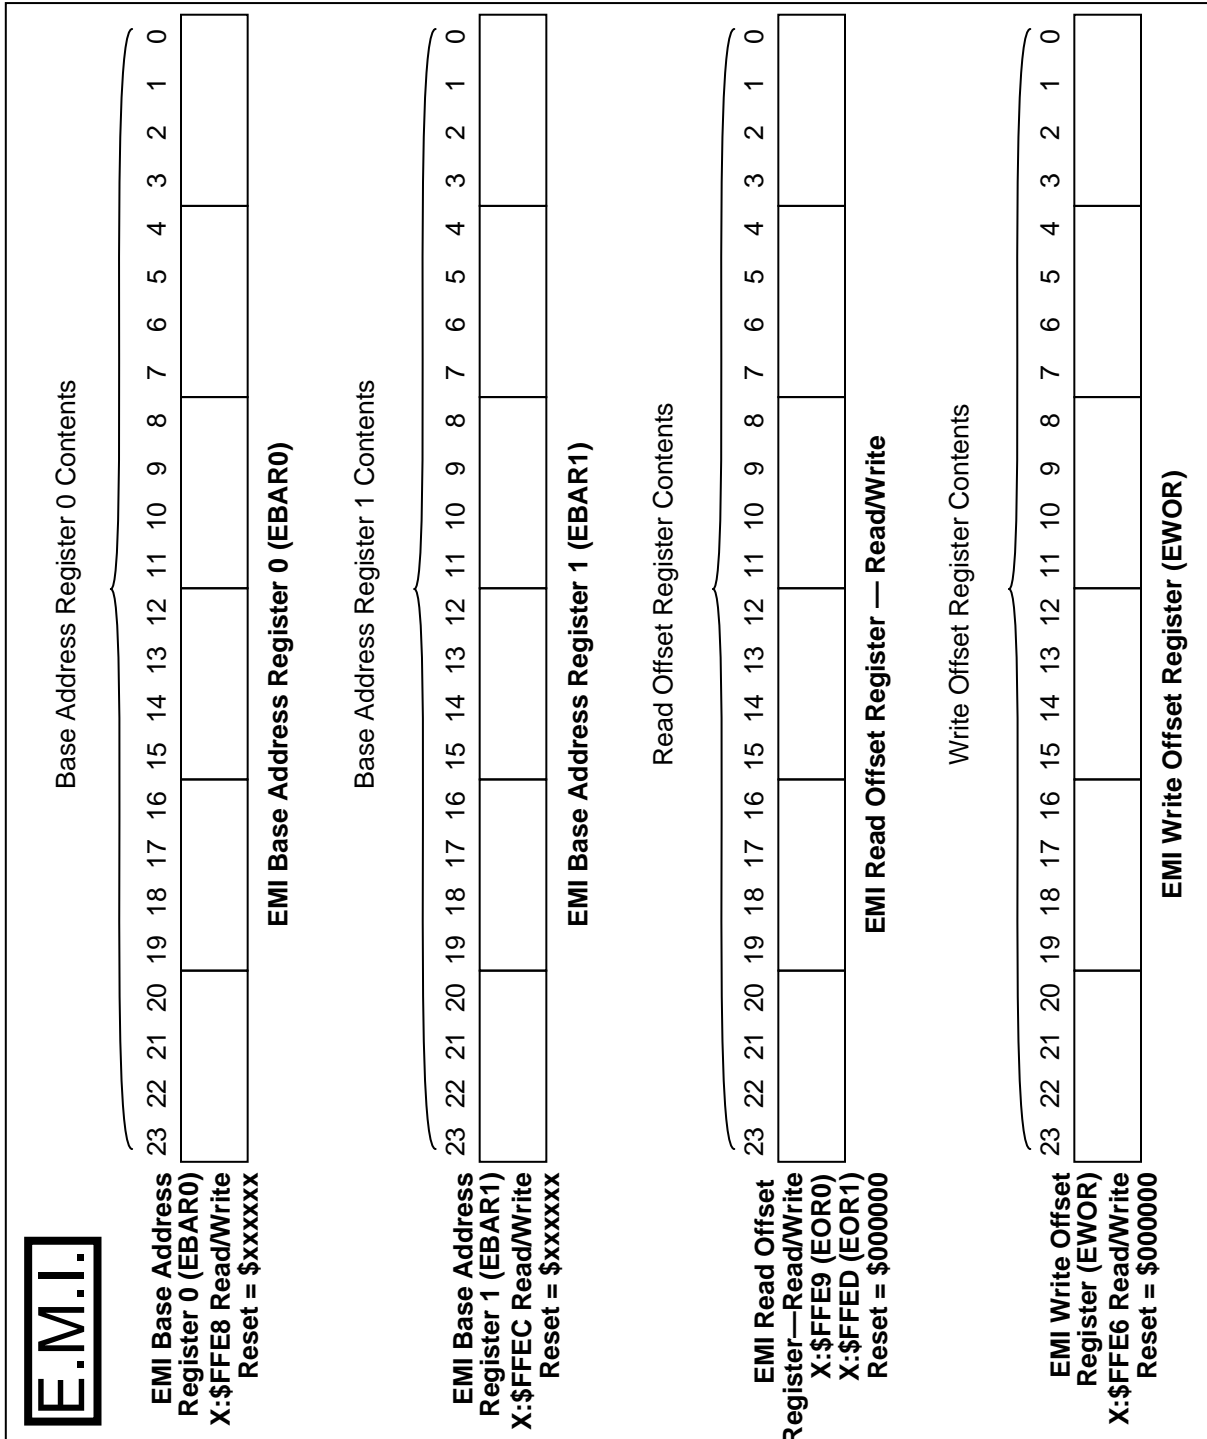 E.M.I.
Base Address Register 0 Contents
23 22 21 20 19 18 17 16 15 14 13 12 11 10 9 8 7 6 5 4 3 2 1 0
EMI Base Address
Register 0 (EBAR0)
X:$FFE8 Read/Write
Reset = $xxxxxx
EMI Base Address Register 0 (EBAR0)
Base Address Register 1 Contents
23 22 21 20 19 18 17 16 15 14 13 12 11 10 9 8 7 6 5 4 3 2 1 0
EMI Base Address
Register 1 (EBAR1)
X:$FFEC Read/Write
Reset = $xxxxxx
EMI Base Address Register 1 (EBAR1)
Read Offset Register Contents
23 22 21 20 19 18 17 16 15 14 13 12 11 10 9 8 7 6 5 4 3 2 1 0
EMI Read Offset
Register—Read/Write
X:$FFE9 (EOR0)
X:$FFED (EOR1)
Reset = $000000
EMI Read Offset Register — Read/Write
Write Offset Register Contents
23 22 21 20 19 18 17 16 15 14 13 12 11 10 9 8 7 6 5 4 3 2 1 0
EMI Write Offset
Register (EWOR)
X:$FFE6 Read/Write
Reset = $000000
EMI Write Offset Register (EWOR)